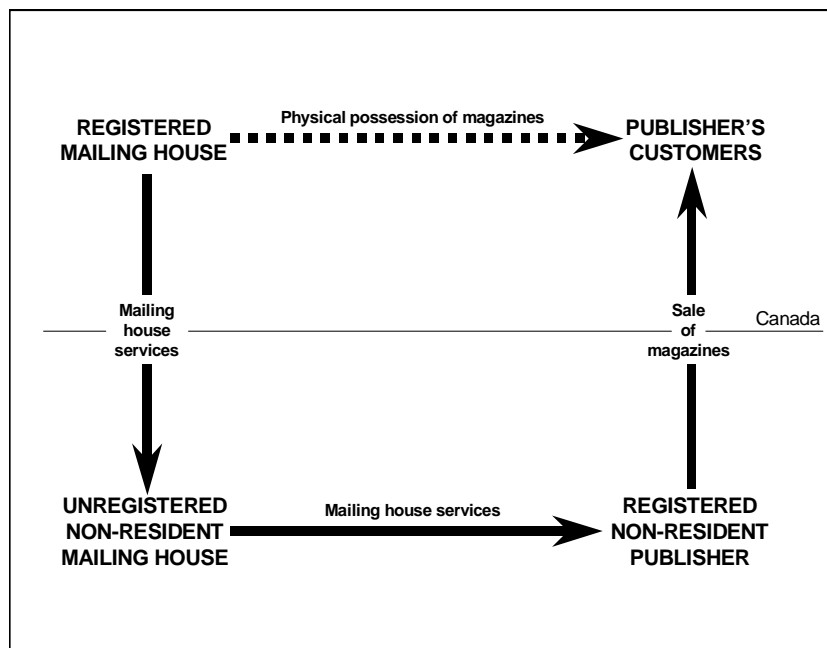 Physical possession of magazines
REGISTERED
MAILING HOUSE
PUBLISHER'S
CUSTOMERS
Mailing
house
services
Sale
of
magazines
Canada
UNREGISTERED
NON-RESIDENT
MAILING HOUSE
Mailing house services
REGISTERED
NON-RESIDENT
PUBLISHER